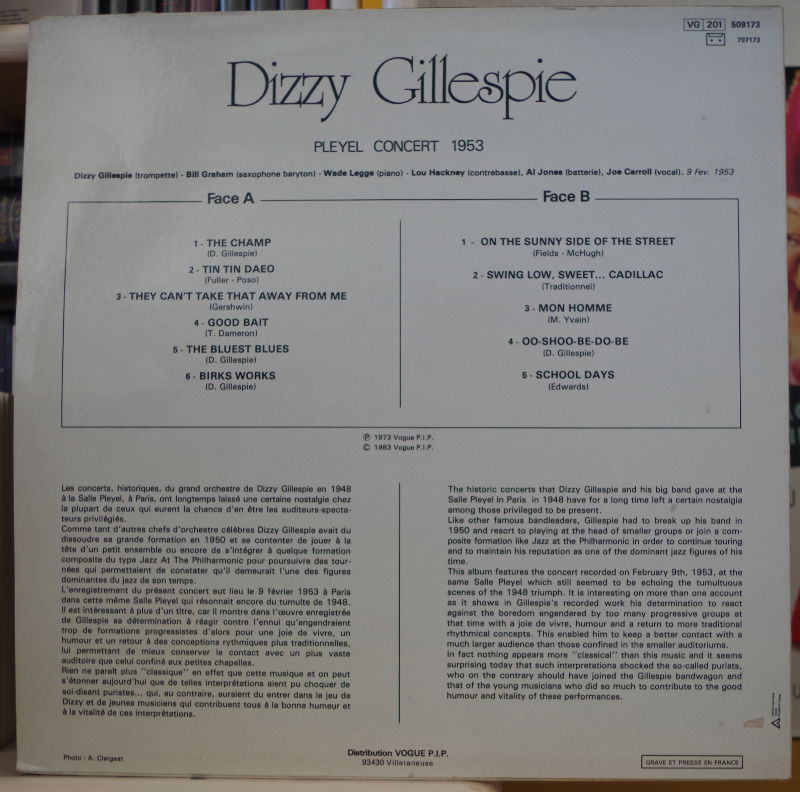 VG 201 509173
707173
Dizzy Gillespie
PLEYEL CONCERT 1953
Dizzy Gillespie (trompette) - Bill Graham (saxophone baryton) - Wade Legge (piano) - Lou Hackney (contrebasse), Al Jones (batterie), Joe Carroll (vocal). 9 Fev. 1953
Face A
1 - THE CHAMP
(D. Gillespie)
2 - TIN TIN DAEO
(Fuller - Poso)
3 - THEY CAN'T TAKE THAT AWAY FROM ME
(Gershwin)
4 - GOOD BAIT
(T. Dameron)
5 - THE BLUEST BLUES
(D. Gillespie)
6 - BIRKS WORKS
(D. Gillespie)
Face B
1 - ON THE SUNNY SIDE OF THE STREET
(Fields - McHugh)
2 - SWING LOW, SWEET... CADILLAC
(Traditionnel)
3 - MON HOMME
(M. Yvain)
4 - OO-SHOO-BE-DO-BE
(D. Gillespie)
5 - SCHOOL DAYS
(Edwards)
℗ 1973 Vogue P.I.P.
© 1983 Vogue P.I.P.
Les concerts, historiques, du grand orchestre de Dizzy Gillespie en 1948
à la Salle Pleyel, à Paris, ont longtemps laissé une certaine nostalgie chez
la plupart de ceux qui eurent la chance d'en être les auditeurs-specta-
teurs privilégiés.
Comme tant d'autres chefs d'orchestre célèbres Dizzy Gillespie avait du
dissoudre sa grande formation en 1950 et se contenter de jouer à la
tête d'un petit ensemble ou encore de s'intégrer à quelque formation
composite du type Jazz At The Philharmonic pour poursuivre des tour-
nées qui permettaient de constater qu'il demeurait l'une des figures
dominantes du jazz de son temps.
L'enregistrement du présent concert eut lieu le 9 février 1953 à Paris
dans cette même Salle Pleyel qui résonnait encore du tumulte de 1948.
Il est intéressant à plus d'un titre, car il montre dans l'œuvre enregistrée
de Gillespie sa détermination à réagir contre l'ennui qu'engendraient
trop de formations progressistes d'alors pour une joie de vivre, un
humour et un retour à des conceptions rythmiques plus traditionnelles,
lui permettant de mieux conserver le contact avec un plus vaste
auditoire que celui confiné aux petites chapelles.
Rien ne paraît plus "classique" en effet que cette musique et on peut
s'étonner aujourd'hui que de telles interprétations aient pu choquer de
soi-disant puristes... qui, au contraire, auraient du entrer dans le jeu de
Dizzy et de jeunes musiciens qui contribuent tous à la bonne humeur et
à la vitalité de ces interprétations.
The historic concerts that Dizzy Gillespie and his big band gave at the
Salle Pleyel in Paris in 1948 have for a long time left a certain nostalgia
among those privileged to be present.
Like other famous bandleaders, Gillespie had to break up his band in
1950 and resort to playing at the head of smaller groups or join a com-
posite formation like Jazz at the Philharmonic in order to continue touring
and to maintain his reputation as one of the dominant jazz figures of his
time.
This album features the concert recorded on February 9th, 1953, at the
same Salle Pleyel which still seemed to be echoing the tumultuous
scenes of the 1948 triumph. It is interesting on more than one account
as it shows in Gillespie's recorded work his determination to react
against the boredom engendered by too many progressive groups at
that time with a joie de vivre, humour and a return to more traditional
rhythmical concepts. This enabled him to keep a better contact with a
much larger audience than those confined in the smaller auditoriums.
In fact nothing appears more "classical" than this music and it seems
surprising today that such interpretations shocked the so-called purists,
who on the contrary should have joined the Gillespie bandwagon and
that of the young musicians who did so much to contribute to the good
humour and vitality of these performances.
Photo : A. Clergeat
Distribution VOGUE P.I.P.
93430 Villetaneuse
GRAVE ET PRESSE EN FRANCE